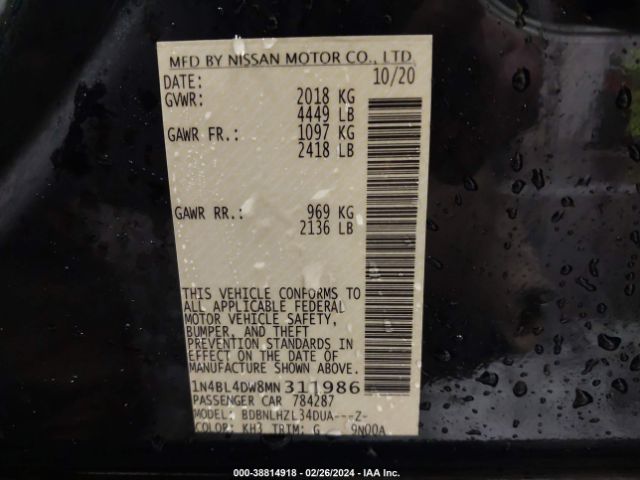 MFD BY NISSAN MOTOR CO., LTD.
DATE: 10/20
GVWR: 2018 KG
4449 LB
GAWR FR.: 1097 KG
2418 LB
GAWR RR.: 969 KG
2136 LB
THIS VEHICLE CONFORMS TO
ALL APPLICABLE FEDERAL
MOTOR VEHICLE SAFETY,
BUMPER, AND THEFT
PREVENTION STANDARDS IN
EFFECT ON THE DATE OF
MANUFACTURE SHOWN ABOVE.
1N4BL4DW8MN311986
PASSENGER CAR 784287
MODEL: BDBNLHZL34DUA---Z-
COLOR: KH3 TRIM: G 9N00A
000-38814918 - 02/26/2024 - IAA Inc.